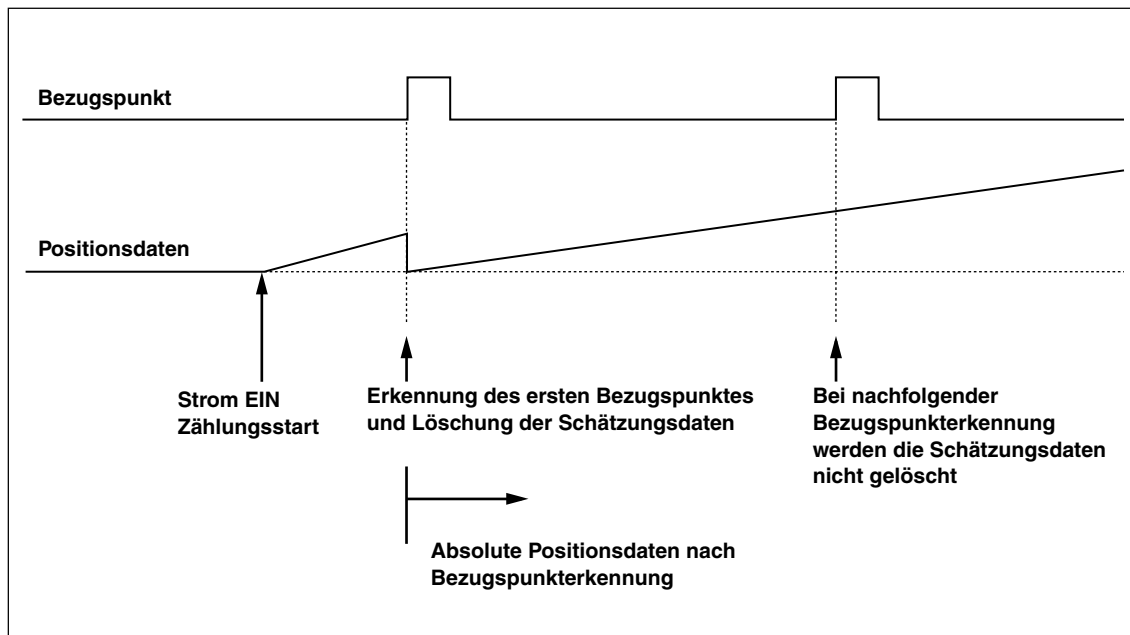 Bezugspunkt
Positionsdaten
Strom EIN
Zählungsstart
Erkennung des ersten Bezugspunktes
und Löschung der Schätzungsdaten
Bei nachfolgender
Bezugspunkterkennung
werden die Schätzungsdaten
nicht gelöscht
Absolute Positionsdaten nach
Bezugspunkterkennung